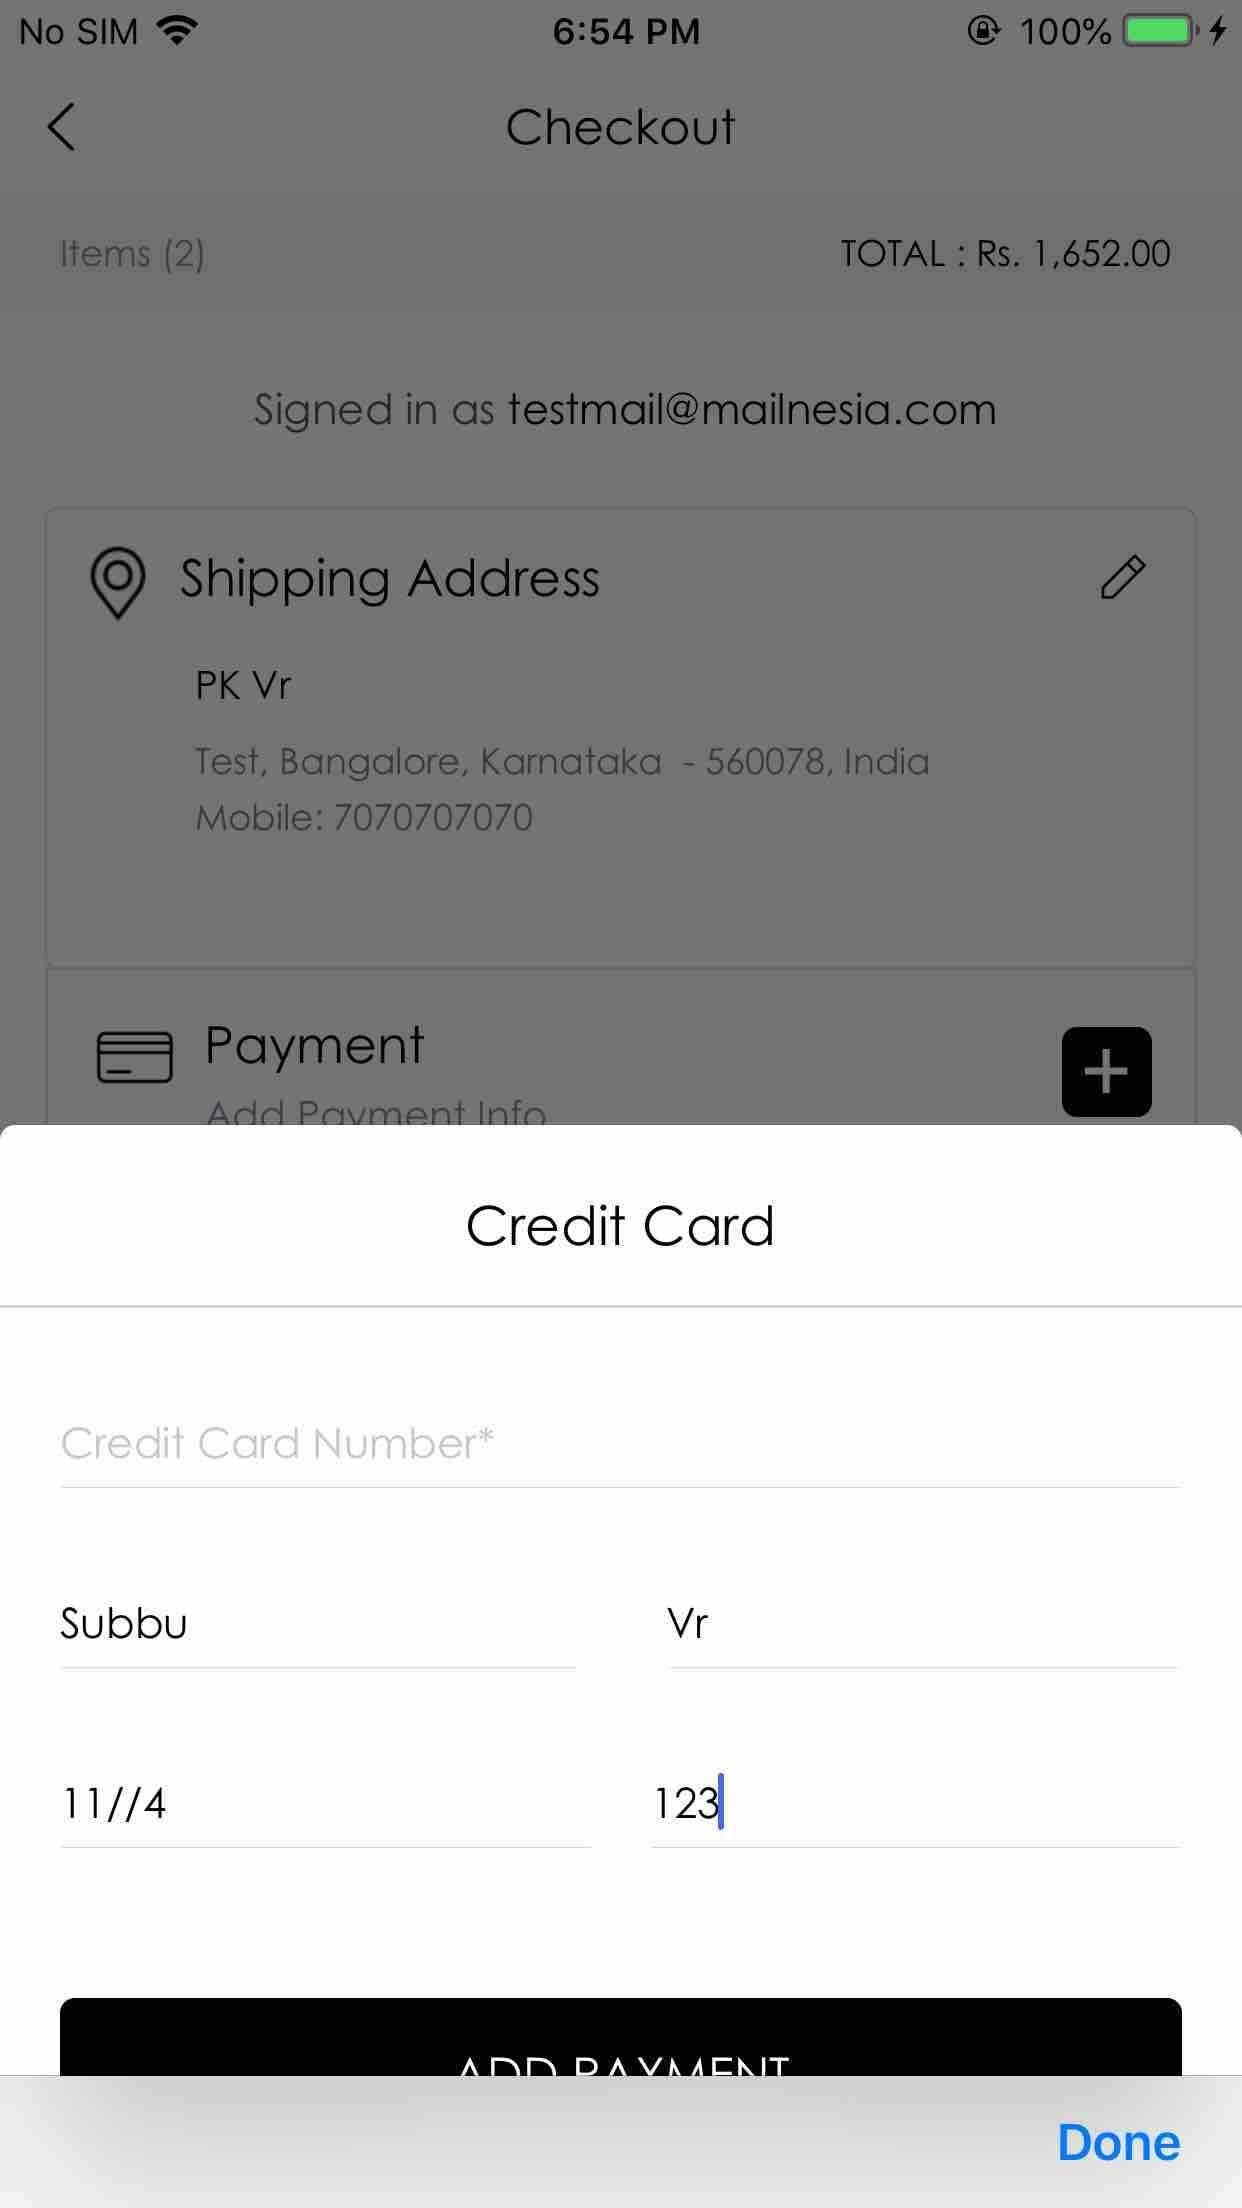 No SIM 6:54 PM 100%
Checkout
Items (2) TOTAL : Rs. 1,652.00
Signed in as testmail@mailnesia.com
Shipping Address
PK Vr
Test, Bangalore, Karnataka - 560078, India
Mobile: 7070707070
Payment
Add Payment Info
Credit Card
Credit Card Number*
Subbu Vr
11//4 123
ADD PAYMENT
Done